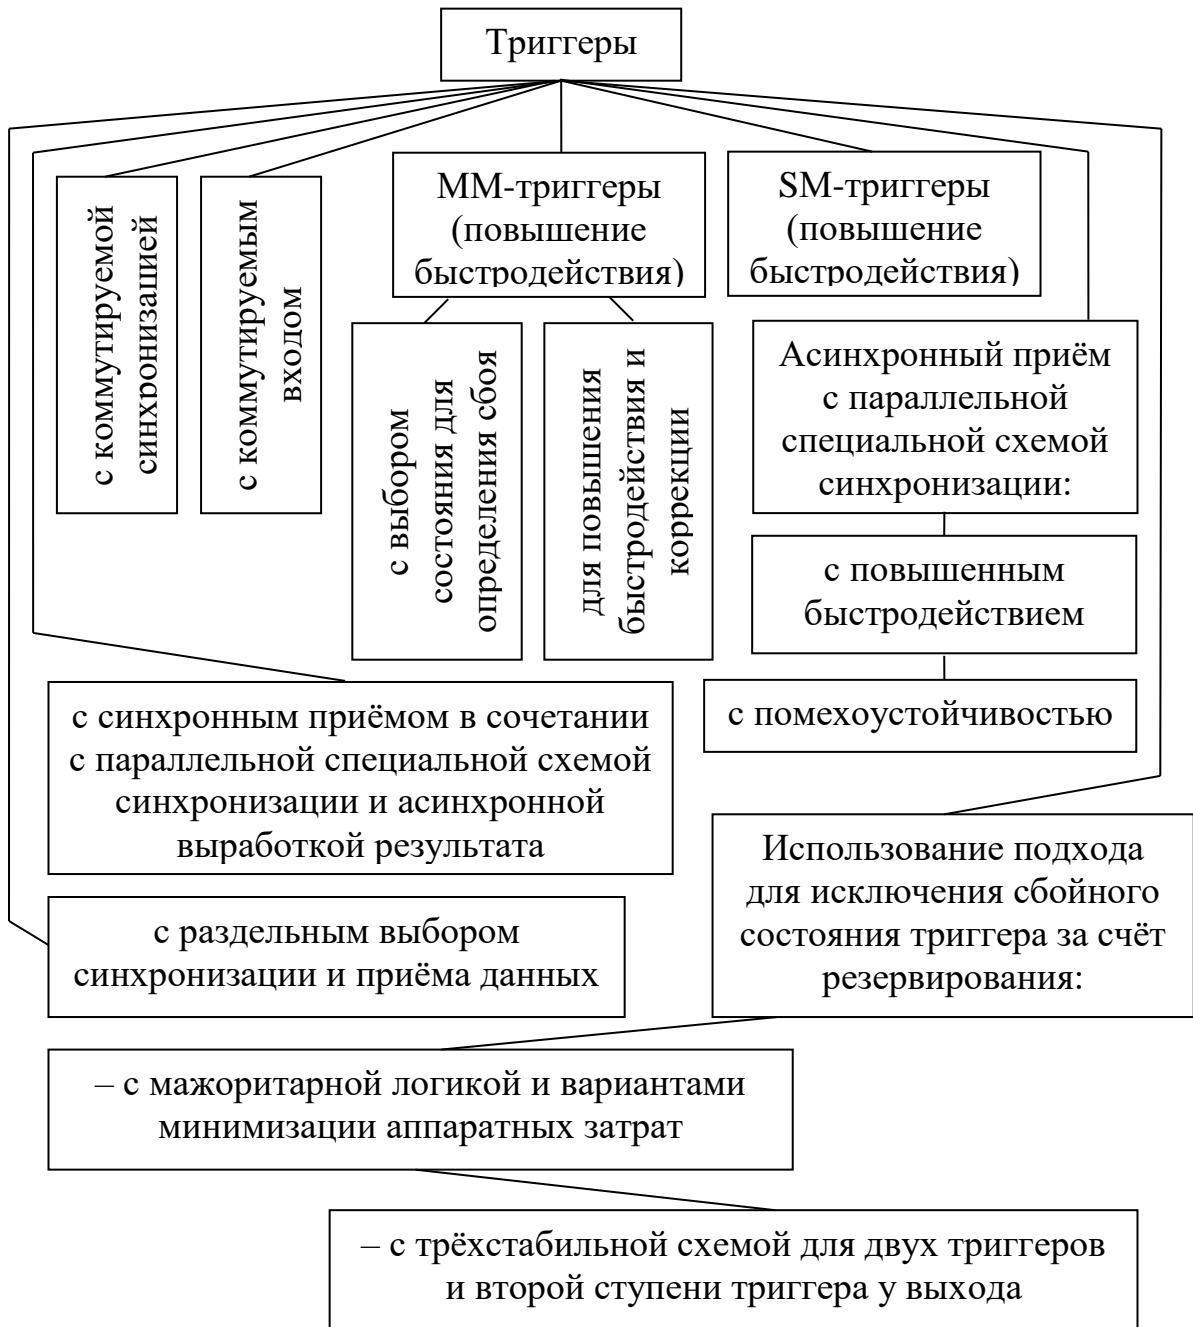 Триггеры
с коммутируемой
синхронизацией
с коммутируемым
входом
MM-триггеры
(повышение
быстродействия)
SM-триггеры
(повышение
быстродействия)
с выбором
состояния для
определения сбоя
для повышения
быстродействия и
коррекции
Асинхронный приём
с параллельной
специальной схемой
синхронизации:
с повышенным
быстродействием
с помехоустойчивостью
с синхронным приёмом в сочетании
с параллельной специальной схемой
синхронизации и асинхронной
выработкой результата
Использование подхода
для исключения сбойного
состояния триггера за счёт
резервирования:
с раздельным выбором
синхронизации и приёма данных
– с мажоритарной логикой и вариантами
минимизации аппаратных затрат
– с трёхстабильной схемой для двух триггеров
и второй ступени триггера у выхода